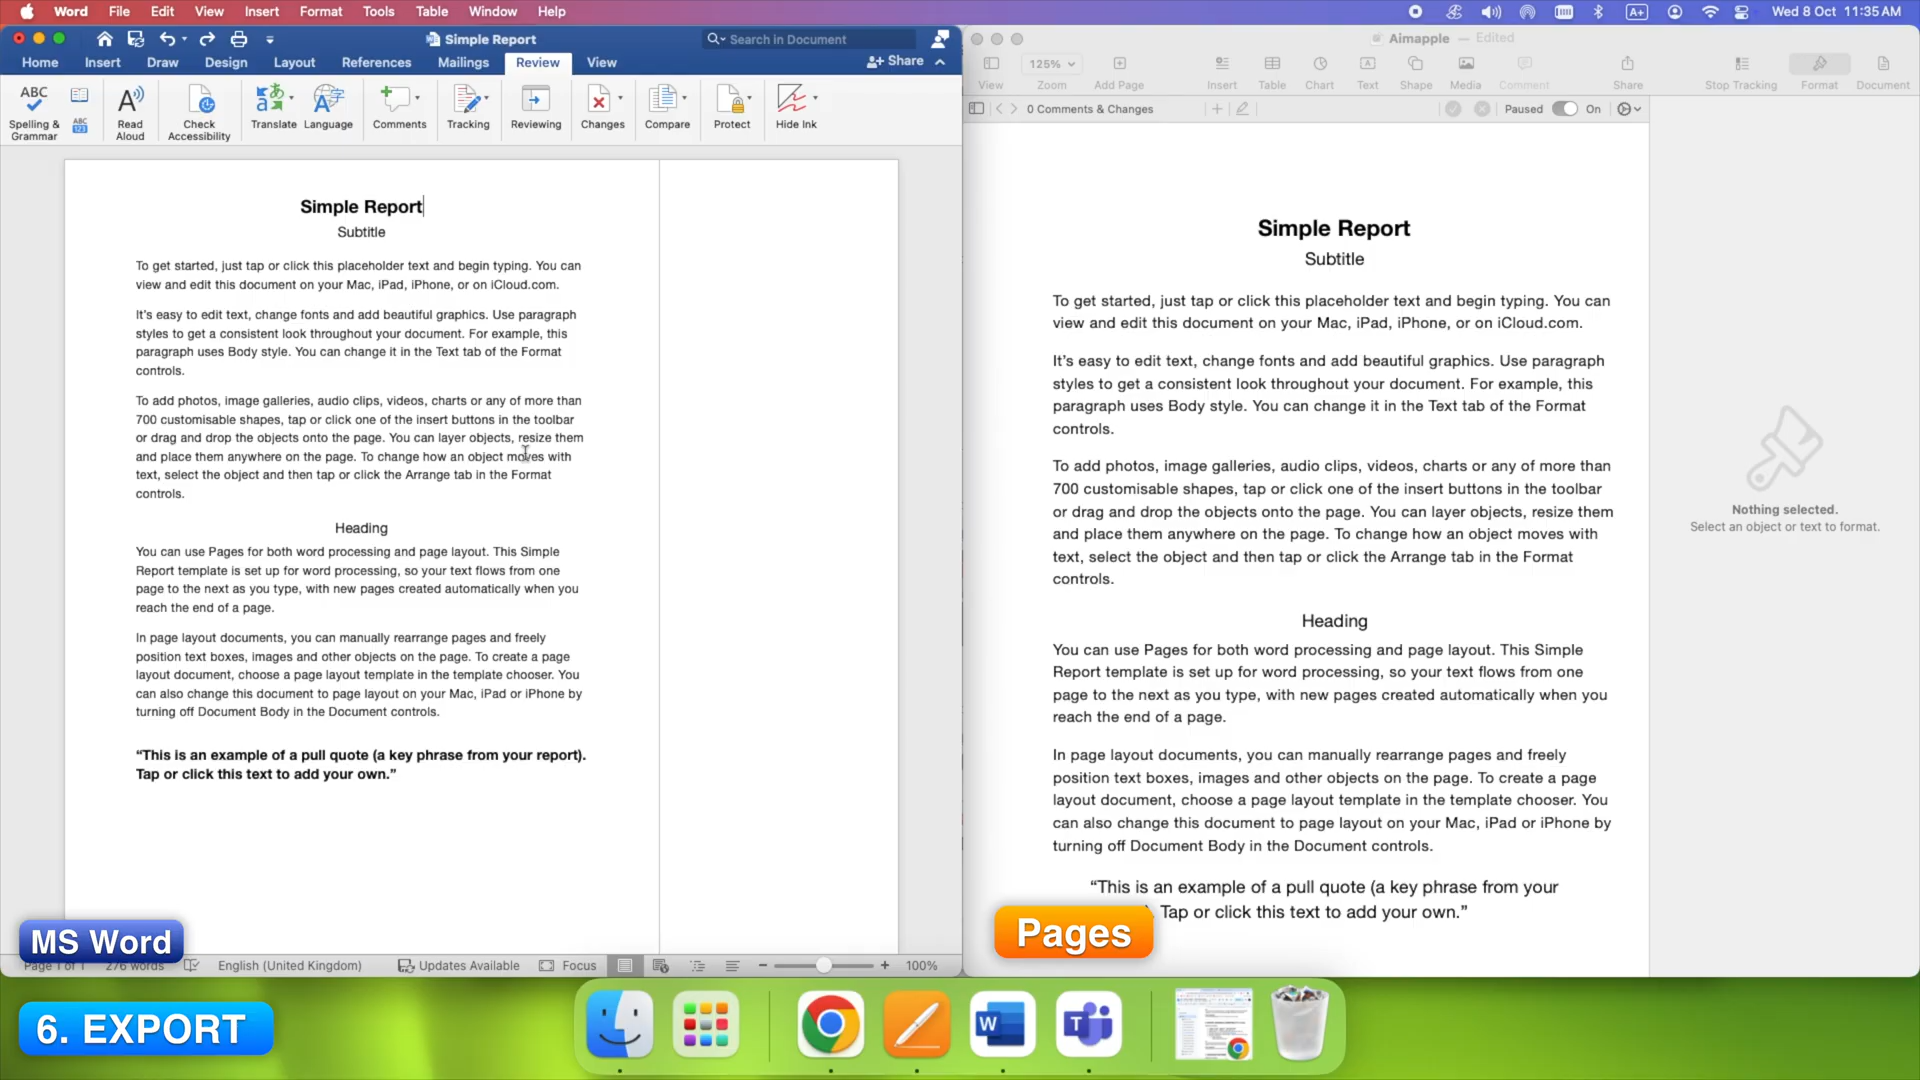 Word File Edit View Insert Format Tools Table Window Help
A+ Wed 8 Oct 11:35 AM
Simple Report
Search in Document
Home Insert Draw Design Layout References Mailings Review View
Share
ABC
Spelling & Grammar
ABC 123
Read Aloud
Check Accessibility
Translate
Language
Comments
Tracking
Reviewing
Changes
Compare
Protect
Hide Ink
Simple Report
Subtitle
To get started, just tap or click this placeholder text and begin typing. You can
view and edit this document on your Mac, iPad, iPhone, or on iCloud.com.
It’s easy to edit text, change fonts and add beautiful graphics. Use paragraph
styles to get a consistent look throughout your document. For example, this
paragraph uses Body style. You can change it in the Text tab of the Format
controls.
To add photos, image galleries, audio clips, videos, charts or any of more than
700 customisable shapes, tap or click one of the insert buttons in the toolbar
or drag and drop the objects onto the page. You can layer objects, resize them
and place them anywhere on the page. To change how an object moves with
text, select the object and then tap or click the Arrange tab in the Format
controls.
Heading
You can use Pages for both word processing and page layout. This Simple
Report template is set up for word processing, so your text flows from one
page to the next as you type, with new pages created automatically when you
reach the end of a page.
In page layout documents, you can manually rearrange pages and freely
position text boxes, images and other objects on the page. To create a page
layout document, choose a page layout template in the template chooser. You
can also change this document to page layout on your Mac, iPad or iPhone by
turning off Document Body in the Document controls.
“This is an example of a pull quote (a key phrase from your report).
Tap or click this text to add your own.”
MS Word
Page 1 of 1 276 words English (United Kingdom) Updates Available Focus 100%
Aimapple — Edited
125%
View Zoom Add Page Insert Table Chart Text Shape Media Comment Share Stop Tracking Format Document
0 Comments & Changes Paused On
Simple Report
Subtitle
To get started, just tap or click this placeholder text and begin typing. You can
view and edit this document on your Mac, iPad, iPhone, or on iCloud.com.
It’s easy to edit text, change fonts and add beautiful graphics. Use paragraph
styles to get a consistent look throughout your document. For example, this
paragraph uses Body style. You can change it in the Text tab of the Format
controls.
To add photos, image galleries, audio clips, videos, charts or any of more than
700 customisable shapes, tap or click one of the insert buttons in the toolbar
or drag and drop the objects onto the page. You can layer objects, resize them
and place them anywhere on the page. To change how an object moves with
text, select the object and then tap or click the Arrange tab in the Format
controls.
Heading
You can use Pages for both word processing and page layout. This Simple
Report template is set up for word processing, so your text flows from one
page to the next as you type, with new pages created automatically when you
reach the end of a page.
In page layout documents, you can manually rearrange pages and freely
position text boxes, images and other objects on the page. To create a page
layout document, choose a page layout template in the template chooser. You
can also change this document to page layout on your Mac, iPad or iPhone by
turning off Document Body in the Document controls.
“This is an example of a pull quote (a key phrase from your
Tap or click this text to add your own.”
Pages
Nothing selected.
Select an object or text to format.
6. EXPORT
W
T